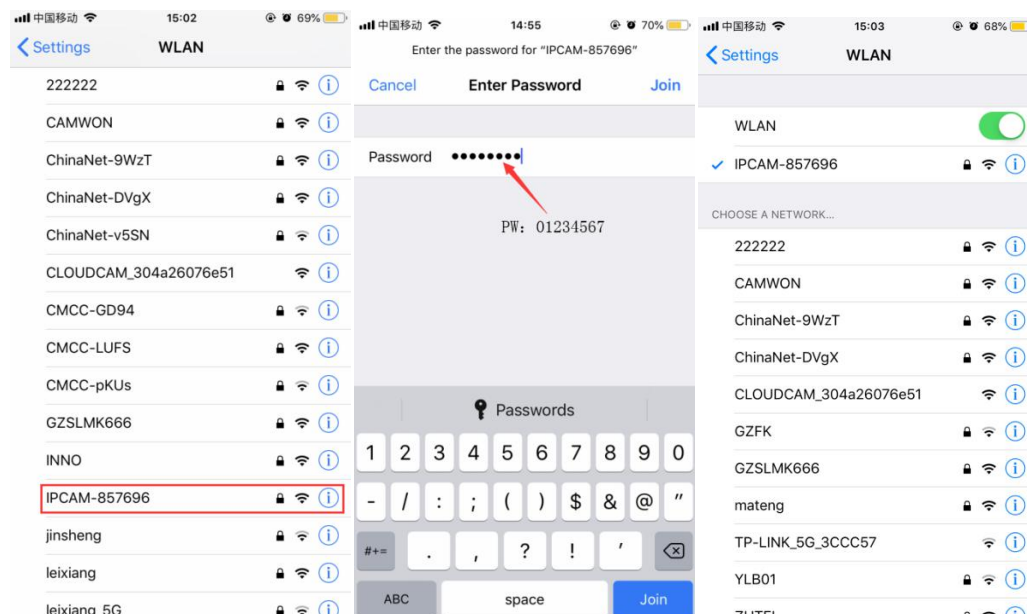 中国移动 15:02 69%
Settings WLAN
222222
CAMWON
ChinaNet-9WzT
ChinaNet-DVgX
ChinaNet-v5SN
CLOUDCAM_304a26076e51
CMCC-GD94
CMCC-LUFS
CMCC-pKUs
GZSLMK666
INNO
IPCAM-857696
jinsheng
leixiang
leixiang_5G
中国移动 14:55 70%
Enter the password for “IPCAM-857696”
Cancel Enter Password Join
Password ••••••••
PW: 01234567
Passwords
1 2 3 4 5 6 7 8 9 0
- / : ; ( ) $ & @ "
#+= . , ? ! '
ABC space Join
中国移动 15:03 68%
Settings WLAN
WLAN
IPCAM-857696
CHOOSE A NETWORK...
222222
CAMWON
ChinaNet-9WzT
ChinaNet-DVgX
CLOUDCAM_304a26076e51
GZFK
GZSLMK666
mateng
TP-LINK_5G_3CCC57
YLB01